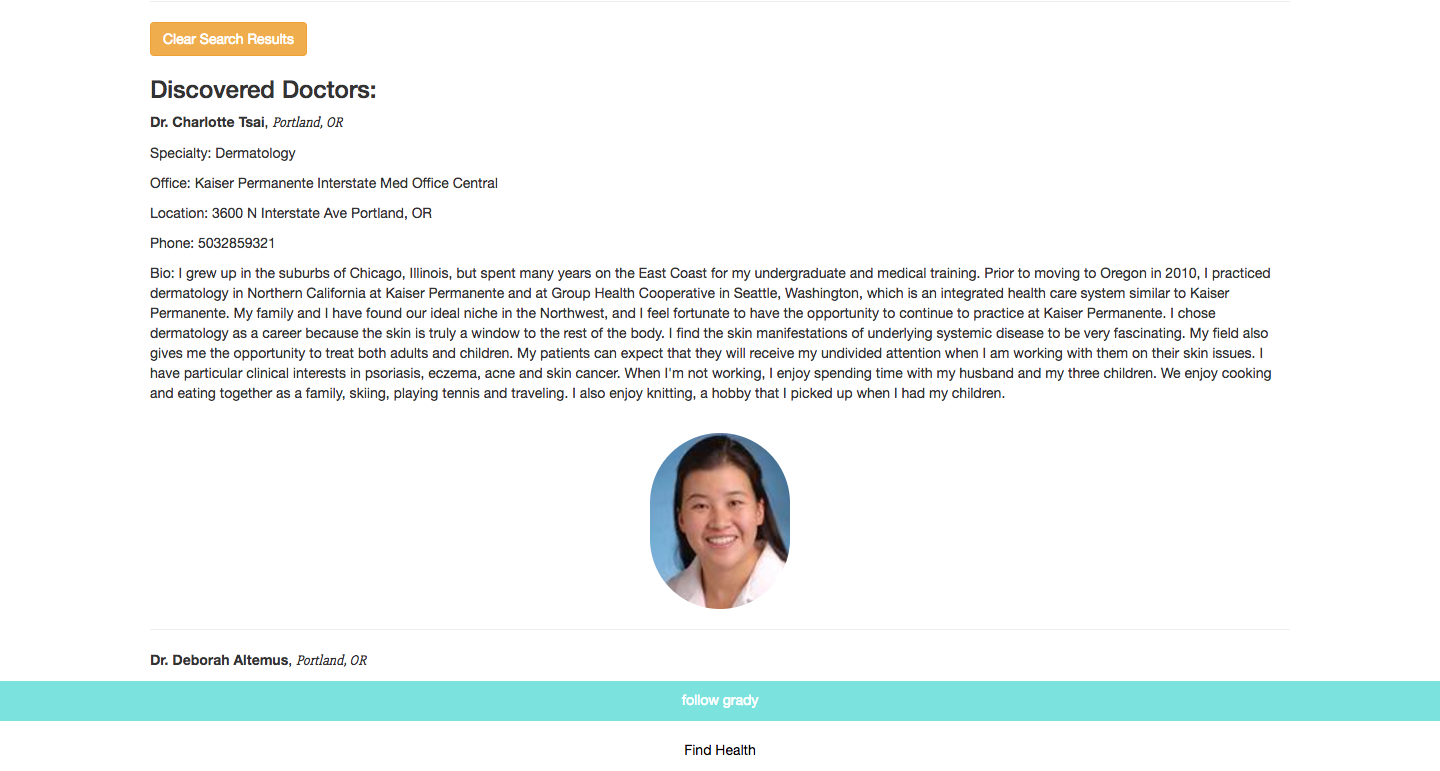 Clear Search Results
Discovered Doctors:
Dr. Charlotte Tsai, Portland, OR
Specialty: Dermatology
Office: Kaiser Permanente Interstate Med Office Central
Location: 3600 N Interstate Ave Portland, OR
Phone: 5032859321
Bio: I grew up in the suburbs of Chicago, Illinois, but spent many years on the East Coast for my undergraduate and medical training. Prior to moving to Oregon in 2010, I practiced
dermatology in Northern California at Kaiser Permanente and at Group Health Cooperative in Seattle, Washington, which is an integrated health care system similar to Kaiser
Permanente. My family and I have found our ideal niche in the Northwest, and I feel fortunate to have the opportunity to continue to practice at Kaiser Permanente. I chose
dermatology as a career because the skin is truly a window to the rest of the body. I find the skin manifestations of underlying systemic disease to be very fascinating. My field also
gives me the opportunity to treat both adults and children. My patients can expect that they will receive my undivided attention when I am working with them on their skin issues. I
have particular clinical interests in psoriasis, eczema, acne and skin cancer. When I'm not working, I enjoy spending time with my husband and my three children. We enjoy cooking
and eating together as a family, skiing, playing tennis and traveling. I also enjoy knitting, a hobby that I picked up when I had my children.
Dr. Deborah Altemus, Portland, OR
follow grady
Find Health